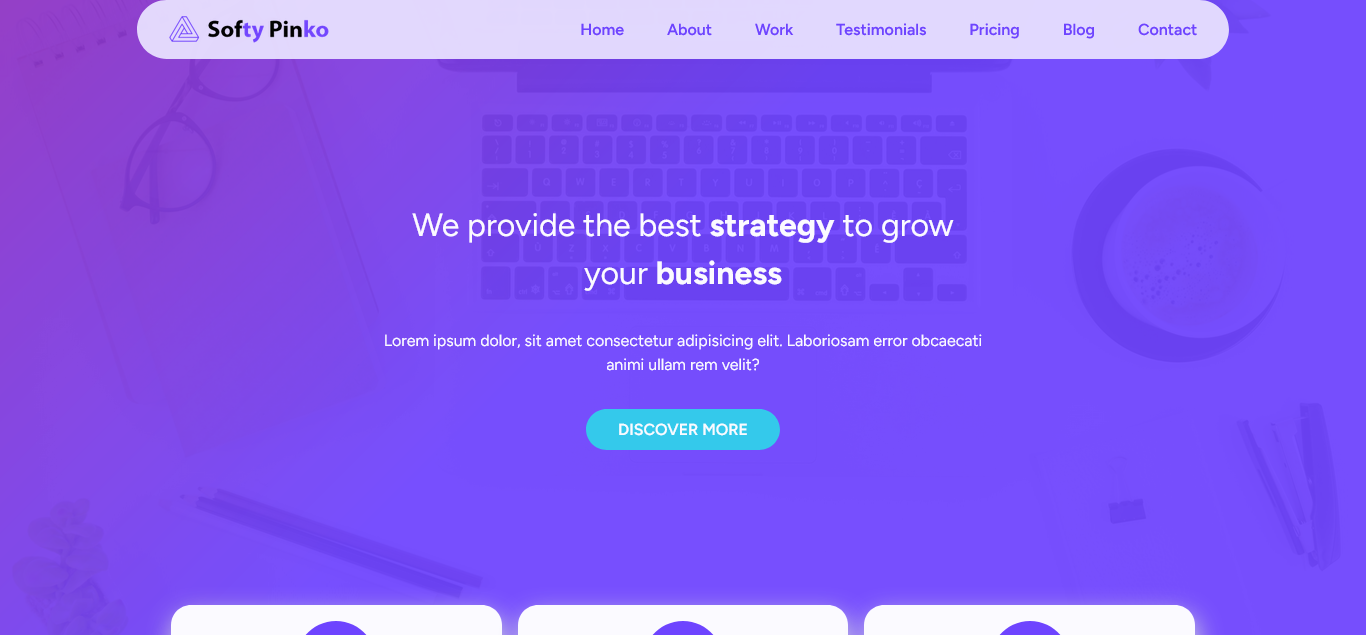 Softy Pinko
Home
About
Work
Testimonials
Pricing
Blog
Contact
We provide the best strategy to grow
your business
Lorem ipsum dolor, sit amet consectetur adipisicing elit. Laboriosam error obcaecati
animi ullam rem velit?
DISCOVER MORE